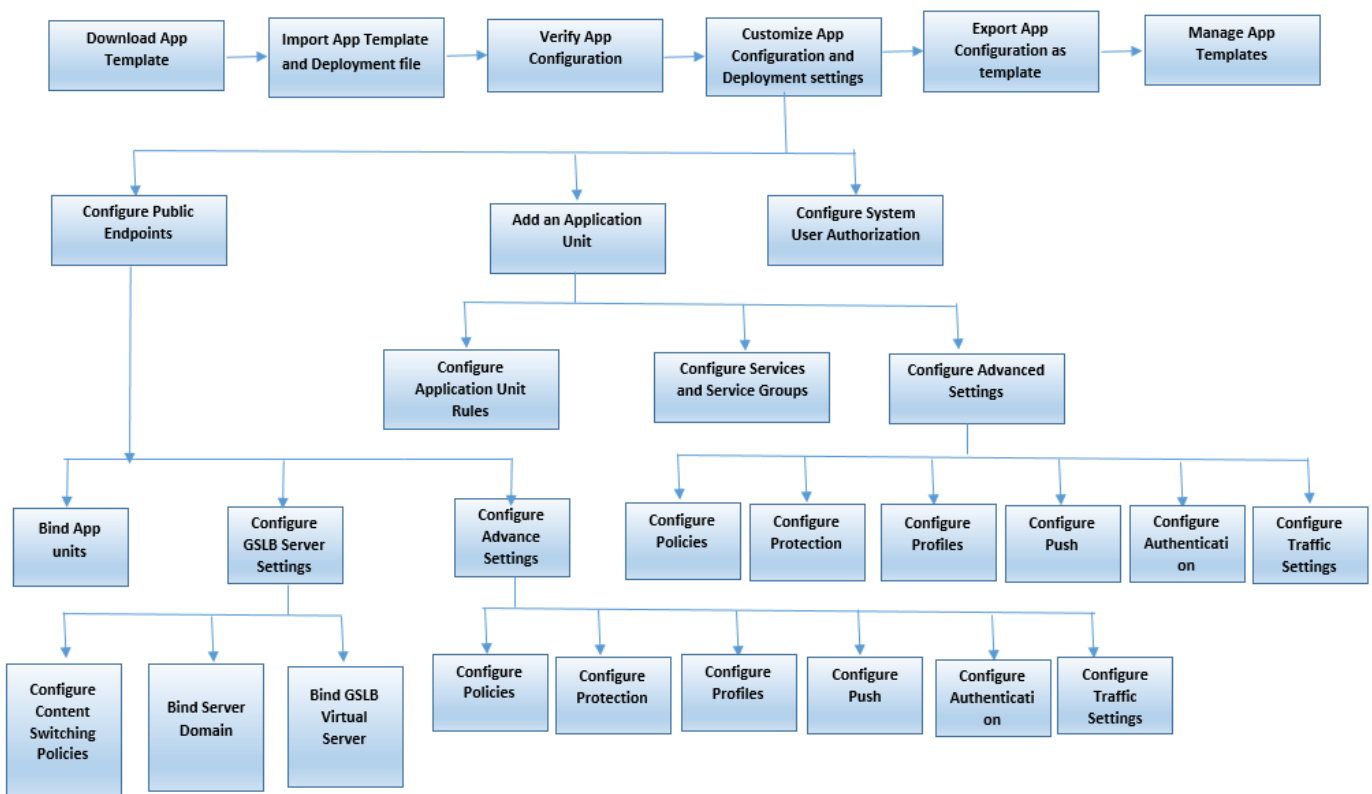 Download App
Template
Import App Template
and Deployment file
Verify App
Configuration
Customize App
Configuration and
Deployment settings
Export App
Configuration as
template
Manage App
Templates
Configure Public
Endpoints
Add an Application
Unit
Configure System
User Authorization
Configure
Application Unit
Rules
Configure Services
and Service Groups
Configure Advanced
Settings
Bind App
units
Configure
GSLB Server
Settings
Configure
Advance
Settings
Configure
Policies
Configure
Protection
Configure
Profiles
Configure
Push
Configure
Authenticati
on
Configure
Traffic
Settings
Configure
Content
Switching
Policies
Bind Server
Domain
Bind GSLB
Virtual
Server
Configure
Policies
Configure
Protection
Configure
Profiles
Configure
Push
Configure
Authenticati
on
Configure
Traffic
Settings